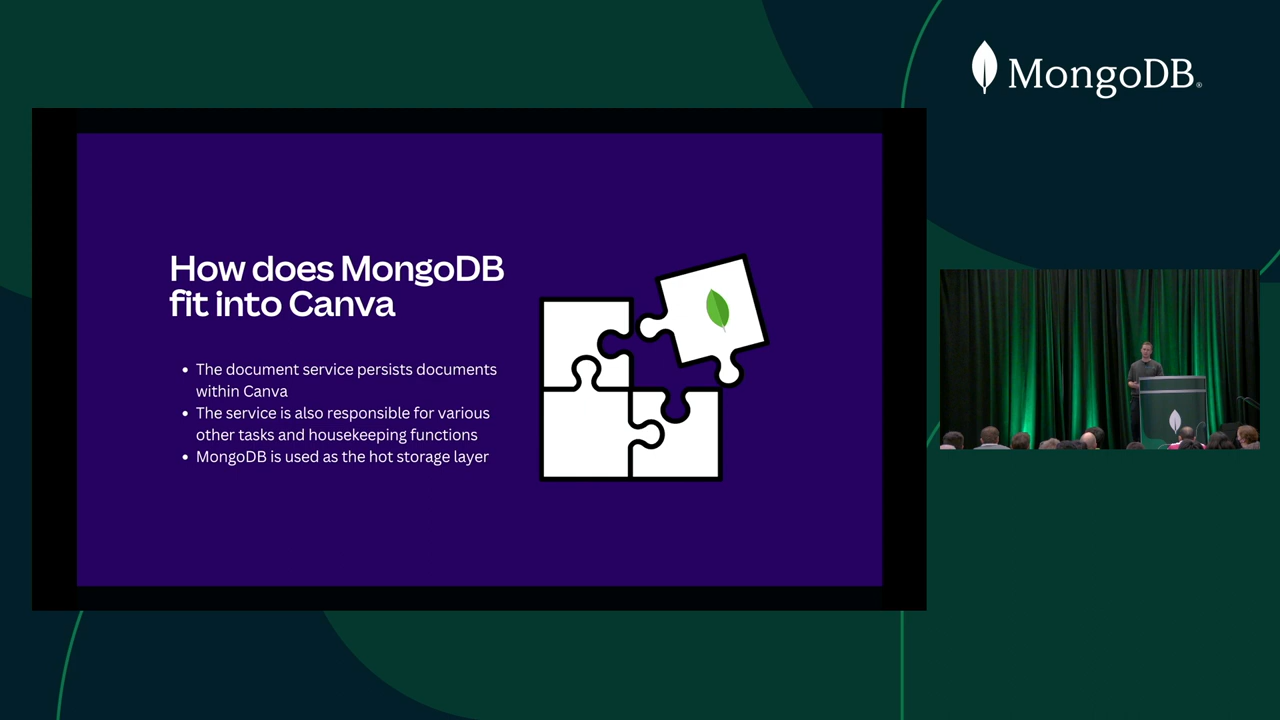 MongoDB®
How does MongoDB
fit into Canva
• The document service persists documents
within Canva
• The service is also responsible for various
other tasks and housekeeping functions
• MongoDB is used as the hot storage layer